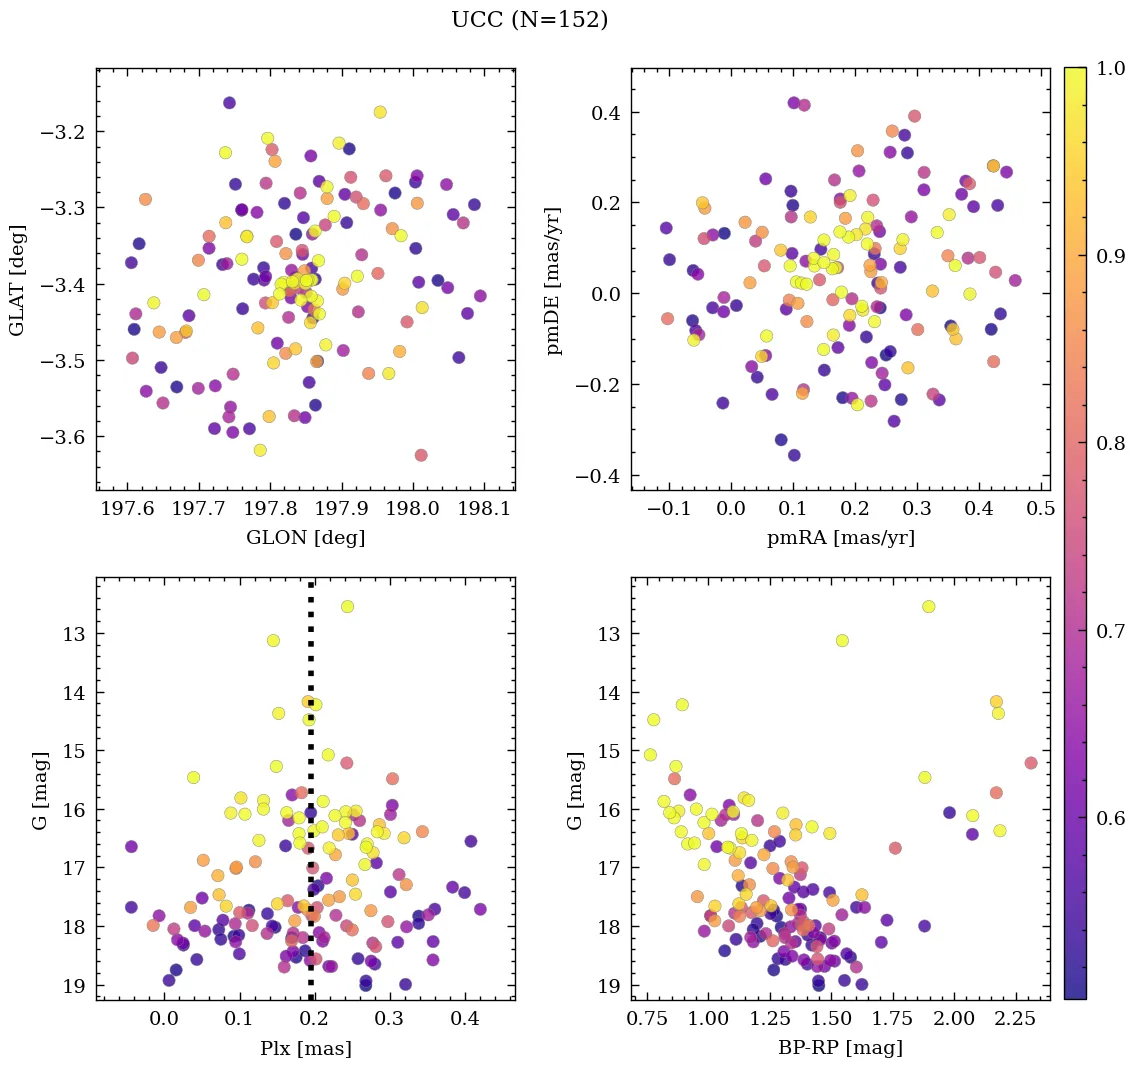 UCC (N=152)
−3.2
−3.3
−3.4
−3.5
−3.6
GLAT [deg]
197.6 197.7 197.8 197.9 198.0 198.1
GLON [deg]
0.4
0.2
0.0
−0.2
−0.4
pmDE [mas/yr]
−0.1 0.0 0.1 0.2 0.3 0.4 0.5
pmRA [mas/yr]
13
14
15
16
17
18
19
G [mag]
0.0 0.1 0.2 0.3 0.4
Plx [mas]
13
14
15
16
17
18
19
G [mag]
0.75 1.00 1.25 1.50 1.75 2.00 2.25
BP-RP [mag]
1.0
0.9
0.8
0.7
0.6